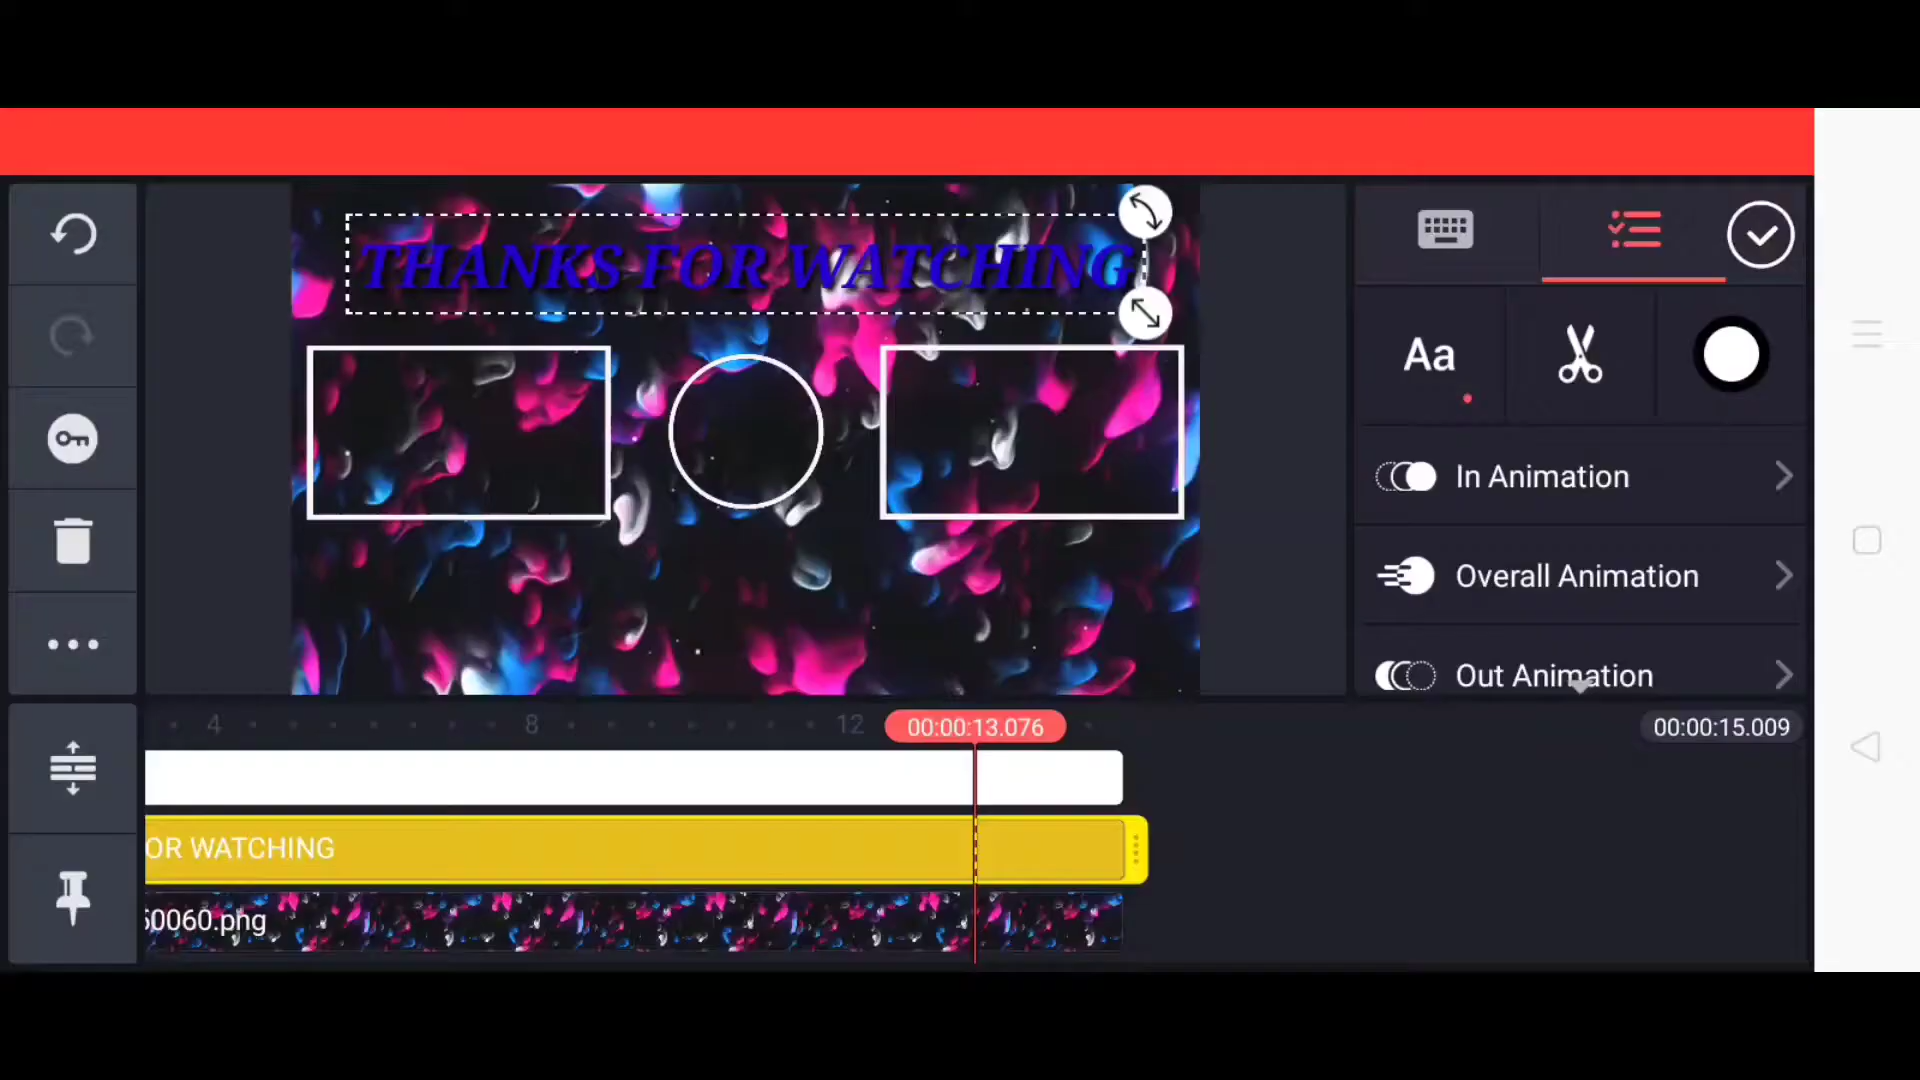 THANKS FOR WATCHING
Aa
In Animation
Overall Animation
Out Animation
4
8
12
00:00:13.076
00:00:15.009
OR WATCHING
50060.png